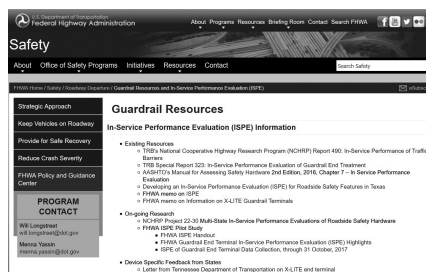 U.S. Department of Transportation
Federal Highway Administration
About Programs Resources Briefing Room Contact Search FHWA
Safety
About Office of Safety Programs Initiatives Resources Contact
Search Safety
FHWA Home / Safety / Roadway Departure / Guardrail Resources and In-Service Performance Evaluation (ISPE)
eSubsc
Strategic Approach
Keep Vehicles on Roadway
Provide for Safe Recovery
Reduce Crash Severity
FHWA Policy and Guidance
Center
PROGRAM
CONTACT
Will Longstreet
will.longstreet@dot.gov
Menna Yassin
menna.yassin@dot.gov
Guardrail Resources
In-Service Performance Evaluation (ISPE) Information
Existing Resources
TRB's National Cooperative Highway Research Program (NCHRP) Report 490: In-Service Performance of Traffic
Barriers
TRB Special Report 323: In-Service Performance Evaluation of Guardrail End Treatment
AASHTO's Manual for Assessing Safety Hardware 2nd Edition, 2016, Chapter 7 – In Service Performance
Evaluation
Developing an In-Service Performance Evaluation (ISPE) for Roadside Safety Features in Texas
FHWA memo on ISPE
FHWA memo on Information on X-LITE Guardrail Terminals
On-going Research
NCHRP Project 22-30 Multi-State In-Service Performance Evaluations of Roadside Safety Hardware
FHWA ISPE Pilot Study
FHWA ISPE Handout
FHWA Guardrail End Terminal In-Service Performance Evaluation (ISPE) Highlights
ISPE of Guardrail End Terminal Data Collection, through 31 October, 2017
Device Specific Feedback from States
Letter from Tennessee Department of Transportation on X-LITE end terminal